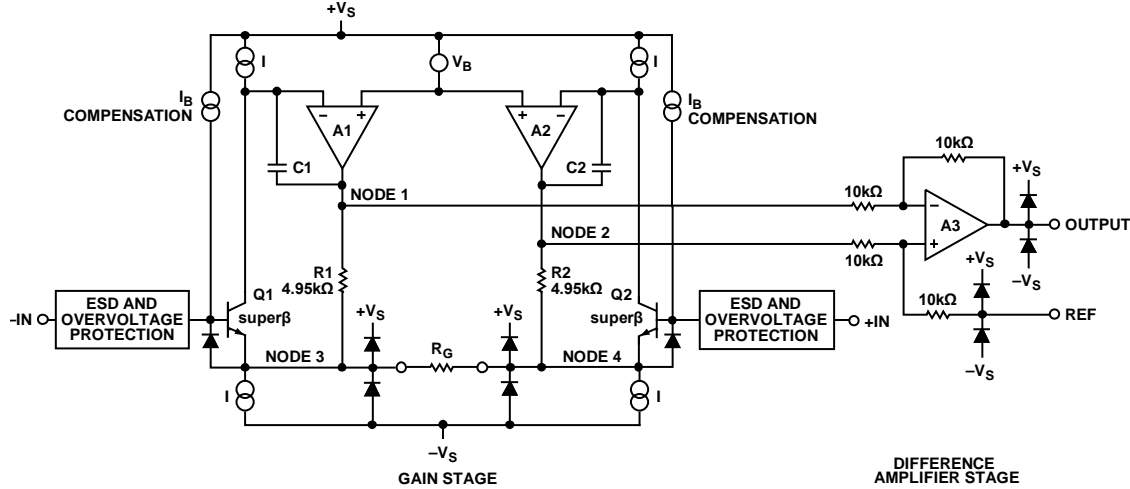 +VS
I
VB
I
IB
COMPENSATION
IB
COMPENSATION
– +
A1
+ –
A2
C1
C2
NODE 1
NODE 2
10kΩ
10kΩ
+VS
–
A3
+
OUTPUT
10kΩ
–VS
+VS
10kΩ
REF
–VS
R1
4.95kΩ
R2
4.95kΩ
–IN
ESD AND
OVERVOLTAGE
PROTECTION
Q1
superβ
+VS
+VS
Q2
superβ
ESD AND
OVERVOLTAGE
PROTECTION
+IN
NODE 3
RG
NODE 4
I
I
–VS
GAIN STAGE
DIFFERENCE
AMPLIFIER STAGE